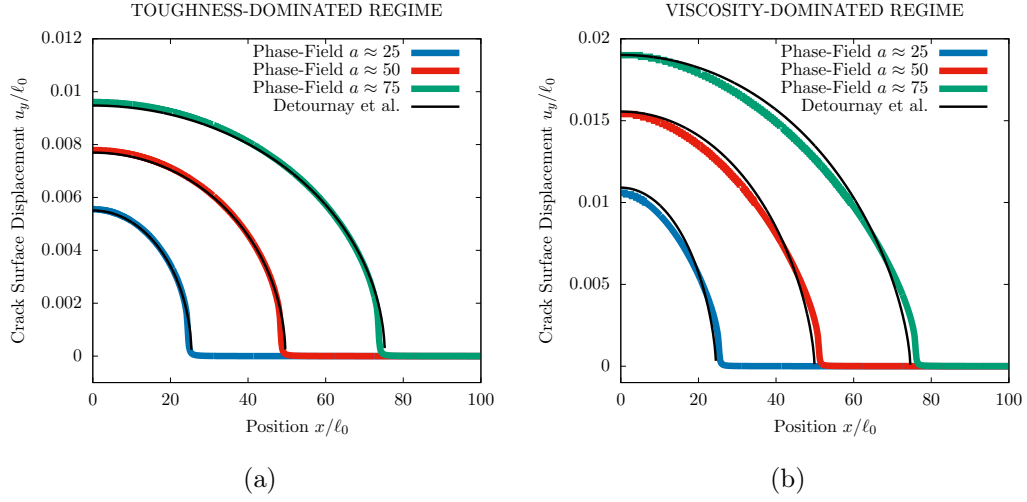 TOUGHNESS-DOMINATED REGIME
Crack Surface Displacement u_y/ℓ_0
0.012
0.01
0.008
0.006
0.004
0.002
0
Phase-Field a ≈ 25
Phase-Field a ≈ 50
Phase-Field a ≈ 75
Detournay et al.
0 20 40 60 80 100
Position x/ℓ_0
(a)
VISCOSITY-DOMINATED REGIME
Crack Surface Displacement u_y/ℓ_0
0.02
0.015
0.01
0.005
0
Phase-Field a ≈ 25
Phase-Field a ≈ 50
Phase-Field a ≈ 75
Detournay et al.
0 20 40 60 80 100
Position x/ℓ_0
(b)